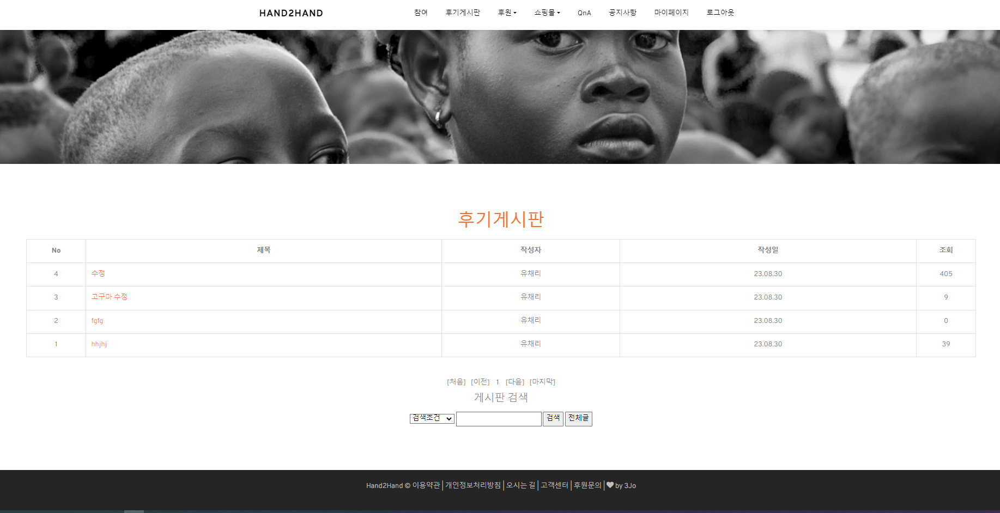 HAND2HAND 참여 후기게시판 후원 쇼핑몰 QnA 공지사항 마이페이지 로그아웃
후기게시판
No 제목 작성자 작성일 조회
4 수정 유채리 23.08.30 405
3 고구마 수정 유채리 23.08.30 9
2 fgfg 유채리 23.08.30 0
1 hhjhj 유채리 23.08.30 39
[처음] [이전] 1 [다음] [마지막]
게시판 검색
검색조건 검색 전체글
Hand2Hand © 이용약관 | 개인정보처리방침 | 오시는 길 | 고객센터 | 후원문의 | ♥ by 3Jo